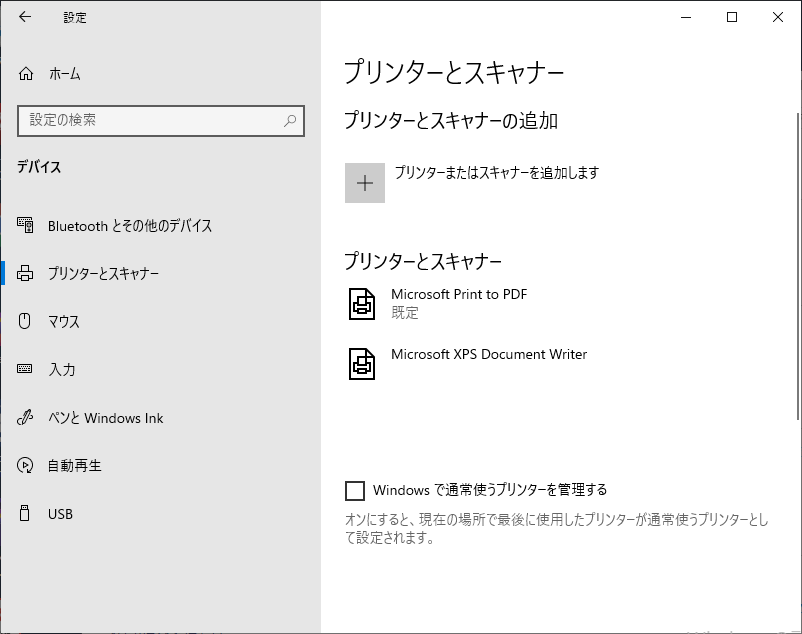 設定
ホーム
設定の検索
デバイス
Bluetooth とその他のデバイス
プリンターとスキャナー
マウス
入力
ペンと Windows Ink
自動再生
USB
プリンターとスキャナー
プリンターとスキャナーの追加
プリンターまたはスキャナーを追加します
プリンターとスキャナー
Microsoft Print to PDF
既定
Microsoft XPS Document Writer
Windows で通常使うプリンターを管理する
オンにすると、現在の場所で最後に使用したプリンターが通常使うプリンターとし
て設定されます。